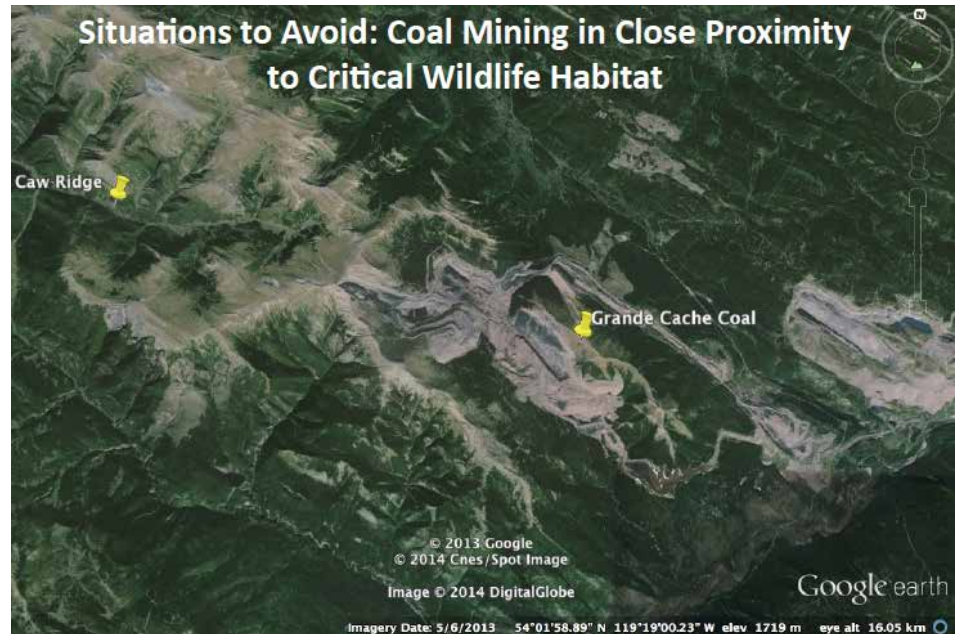 Situations to Avoid: Coal Mining in Close Proximity
to Critical Wildlife Habitat
N
Caw Ridge
Grande Cache Coal
© 2013 Google
© 2014 Cnes/Spot Image
Image © 2014 DigitalGlobe
Google earth
Imagery Date: 5/6/2013 54°01'58.89" N 119°19'00.23" W elev 1719 m eye alt 16.05 km